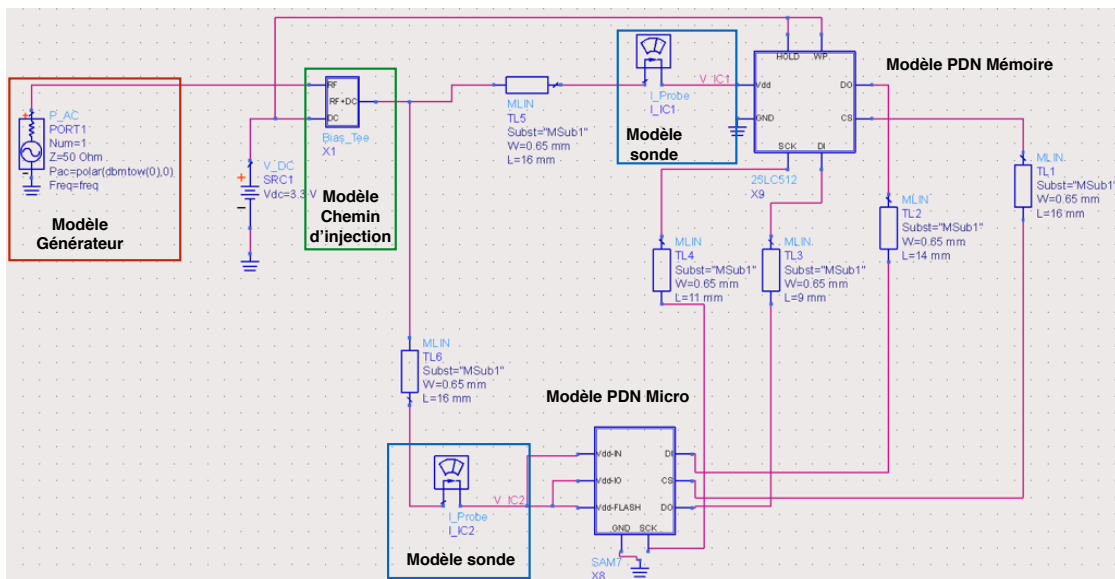 HOLD WP
Modèle PDN Mémoire
V_IC1
Vdd
DO
GND
CS
SCK DI
25LC512
X9
I_Probe
I_IC1
Modèle
sonde
MLIN
TL5
Subst="MSub1"
W=0.65 mm
L=16 mm
RF
RF+DC
DC
Bias_Tee
X1
Modèle
Chemin
d'injection
P_AC
PORT1
Num=1
Z=50 Ohm
Pac=polar(dbmtow(0),0)
Freq=freq
Modèle
Générateur
V_DC
SRC1
Vdc=3.3 V
MLIN
TL1
Subst="MSub1"
W=0.65 mm
L=16 mm
MLIN
TL2
Subst="MSub1"
W=0.65 mm
L=14 mm
MLIN
TL4
Subst="MSub1"
W=0.65 mm
L=11 mm
MLIN
TL3
Subst="MSub1"
W=0.65 mm
L=9 mm
MLIN
TL6
Subst="MSub1"
W=0.65 mm
L=16 mm
Modèle PDN Micro
Vdd-IN
DI
Vdd-IO
CS
Vdd-FLASH
DO
GND SCK
SAM7
X8
V_IC2
I_Probe
I_IC2
Modèle sonde